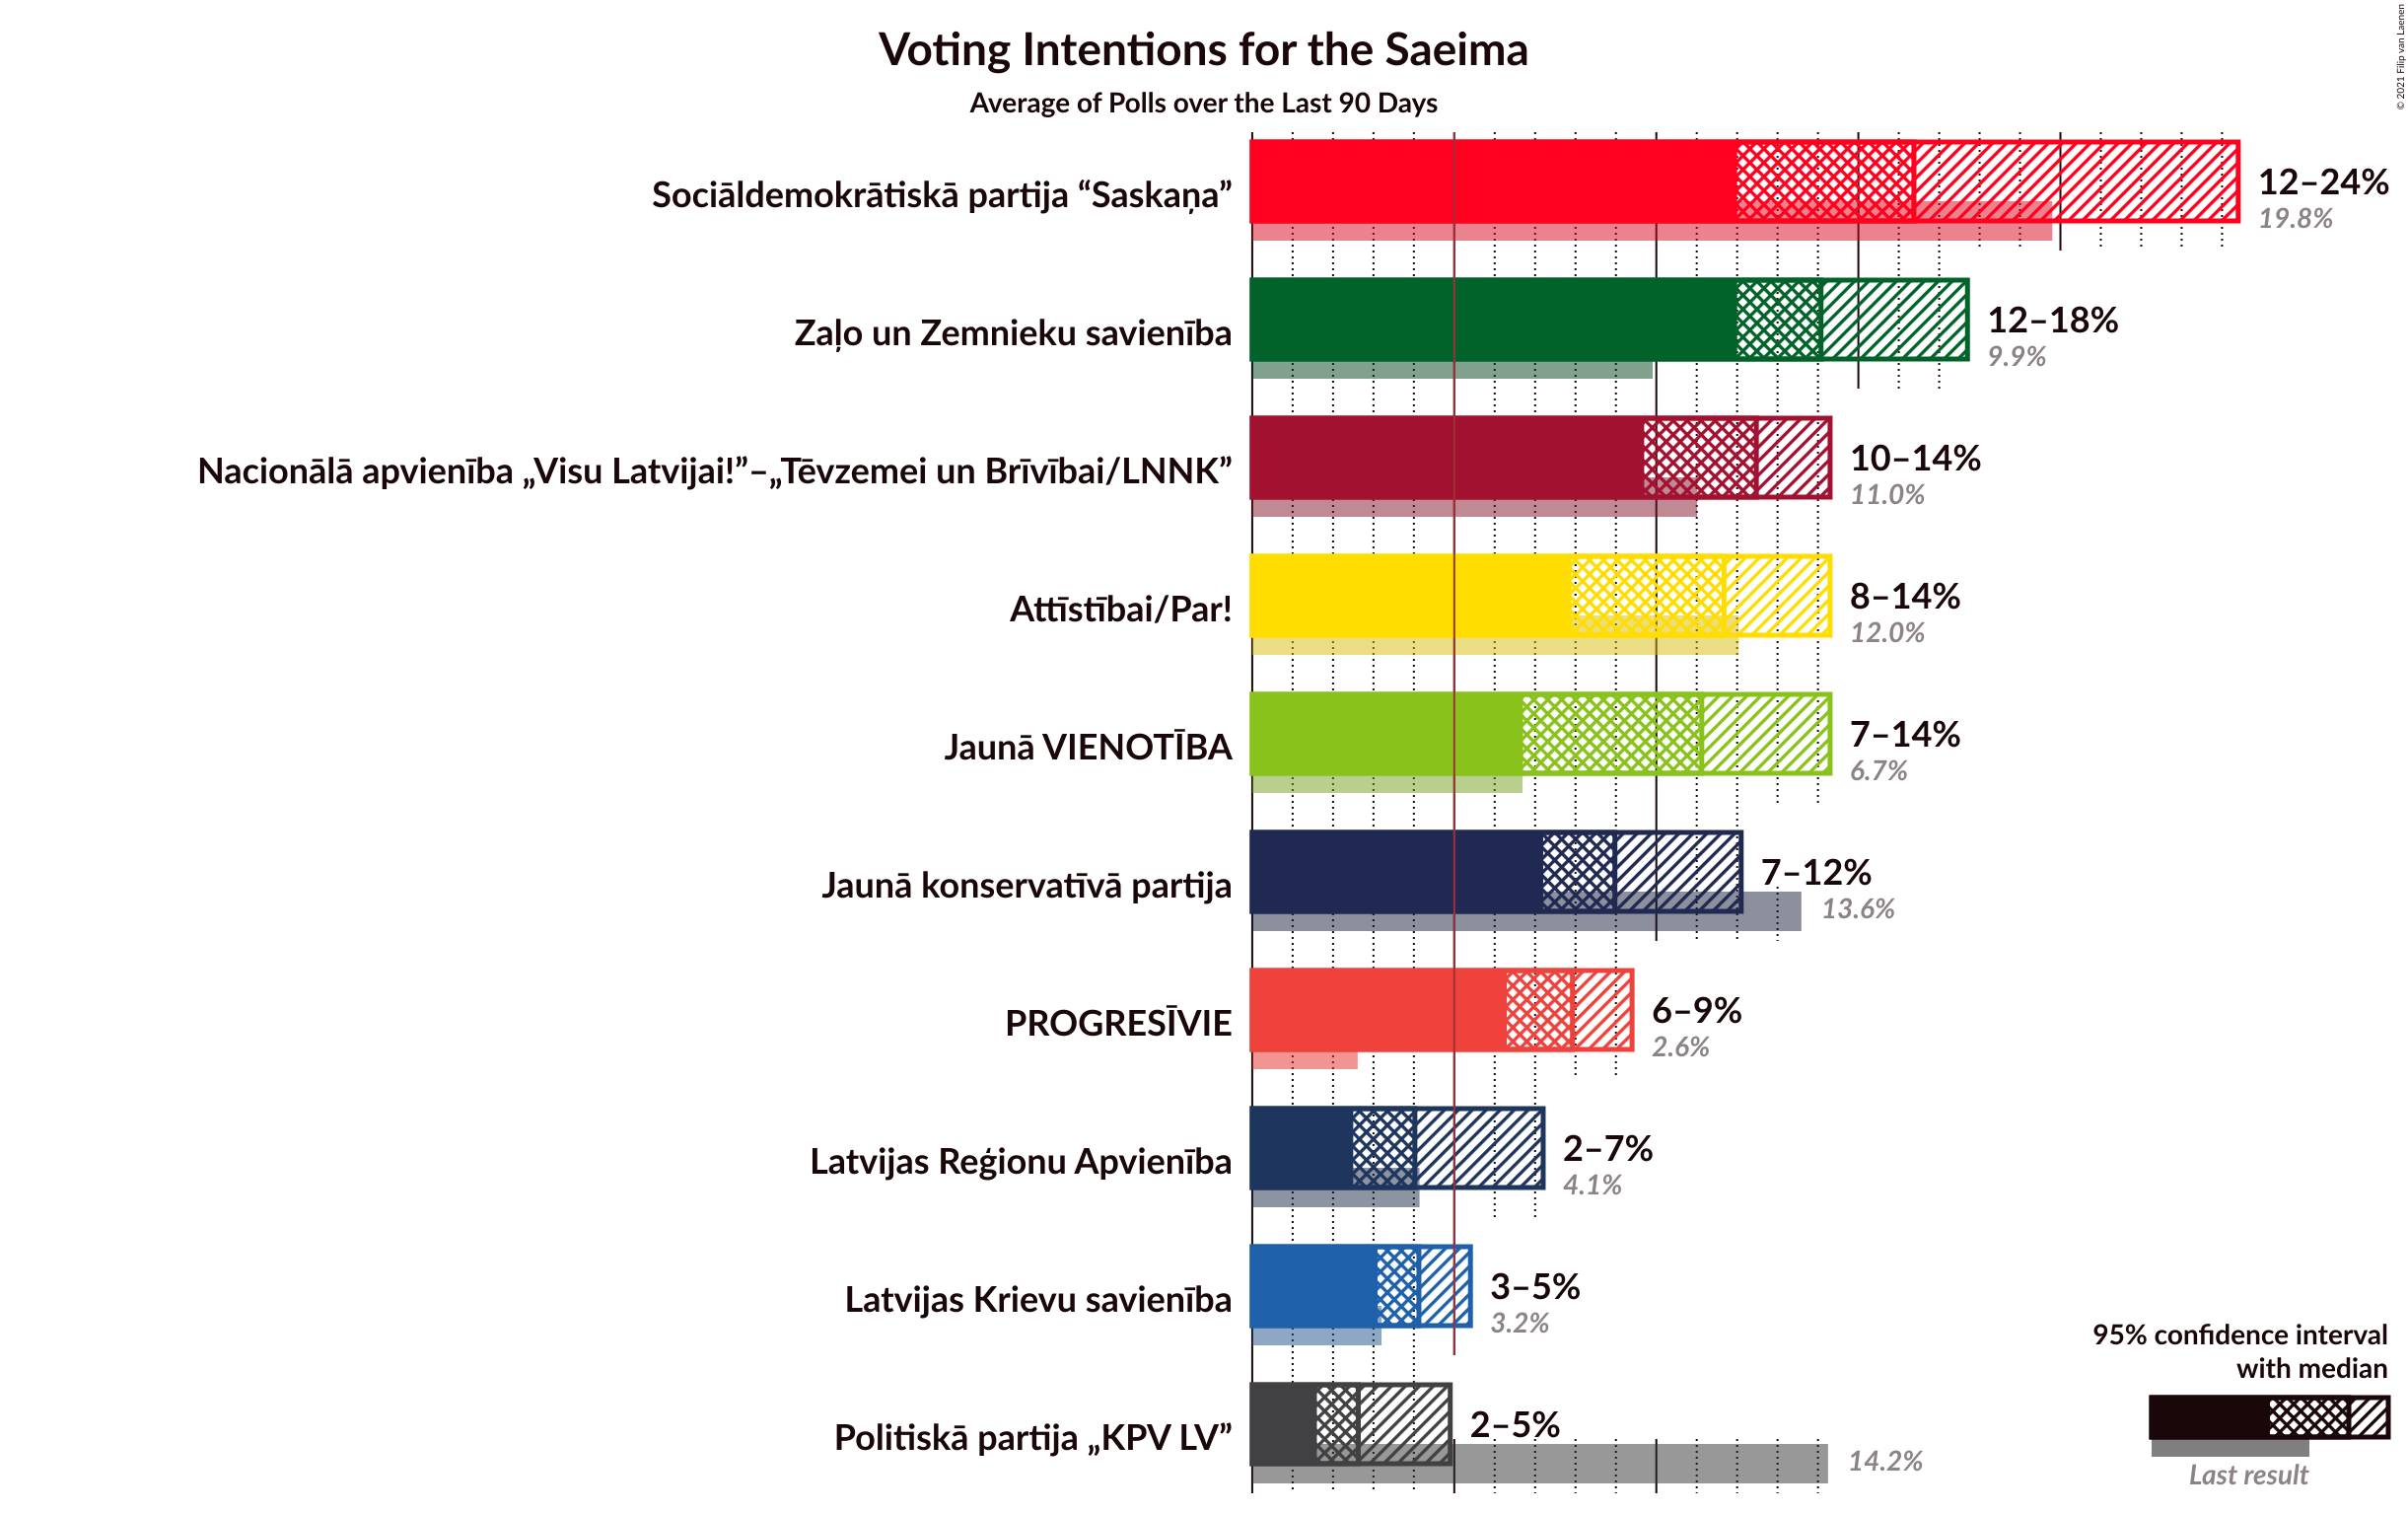 Voting Intentions for the Saeima
Average of Polls over the Last 90 Days
© 2021 Filip van Laenen
Sociāldemokrātiskā partija “Saskaņa”
12–24%
19.8%
Zaļo un Zemnieku savienība
12–18%
9.9%
Nacionālā apvienība „Visu Latvijai!”–„Tēvzemei un Brīvībai/LNNK”
10–14%
11.0%
Attīstībai/Par!
8–14%
12.0%
Jaunā VIENOTĪBA
7–14%
6.7%
Jaunā konservatīvā partija
7–12%
13.6%
PROGRESĪVIE
6–9%
2.6%
Latvijas Reģionu Apvienība
2–7%
4.1%
Latvijas Krievu savienība
3–5%
3.2%
Politiskā partija „KPV LV”
2–5%
14.2%
95% confidence interval
with median
Last result